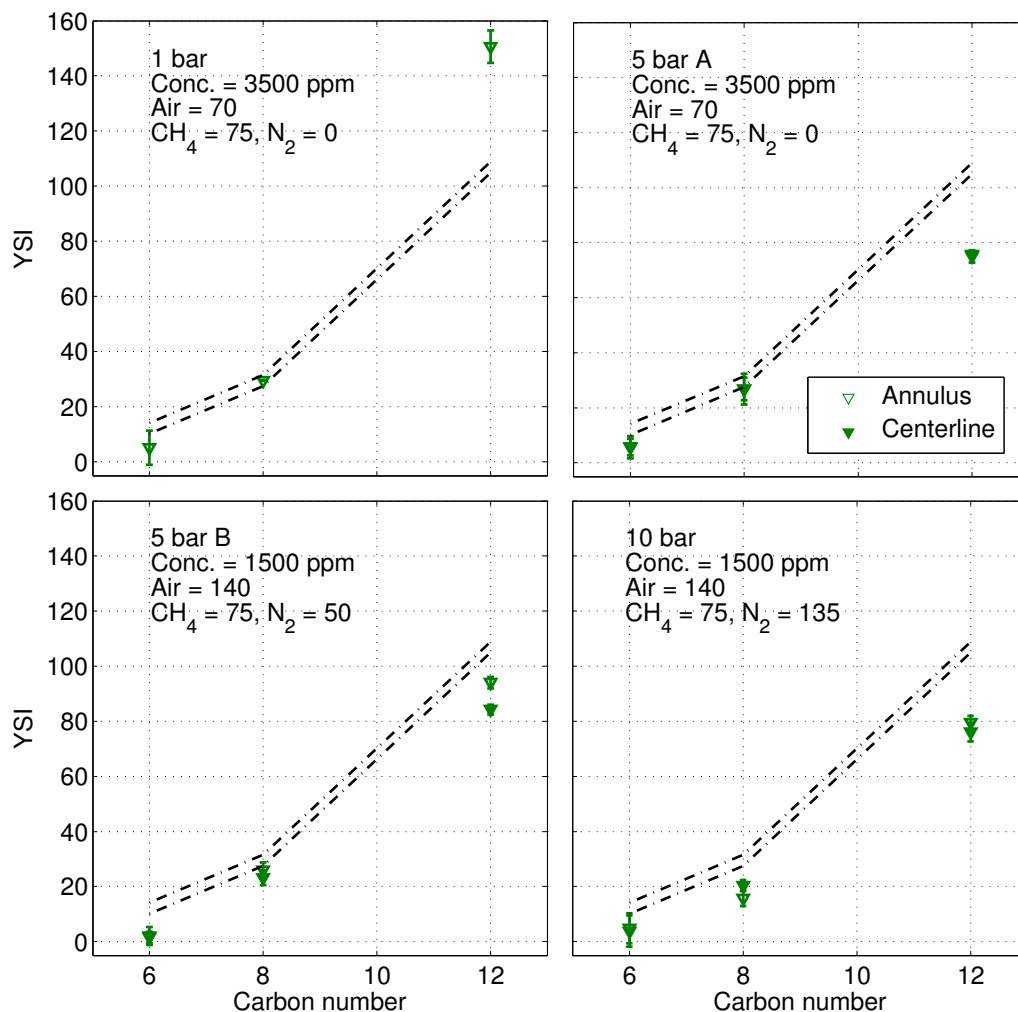 160
140
120
100
80
60
40
20
0
YSI
1 bar
Conc. = 3500 ppm
Air = 70
CH₄ = 75, N₂ = 0
5 bar A
Conc. = 3500 ppm
Air = 70
CH₄ = 75, N₂ = 0
Annulus
Centerline
160
140
120
100
80
60
40
20
0
YSI
5 bar B
Conc. = 1500 ppm
Air = 140
CH₄ = 75, N₂ = 50
6 8 10 12
Carbon number
10 bar
Conc. = 1500 ppm
Air = 140
CH₄ = 75, N₂ = 135
6 8 10 12
Carbon number